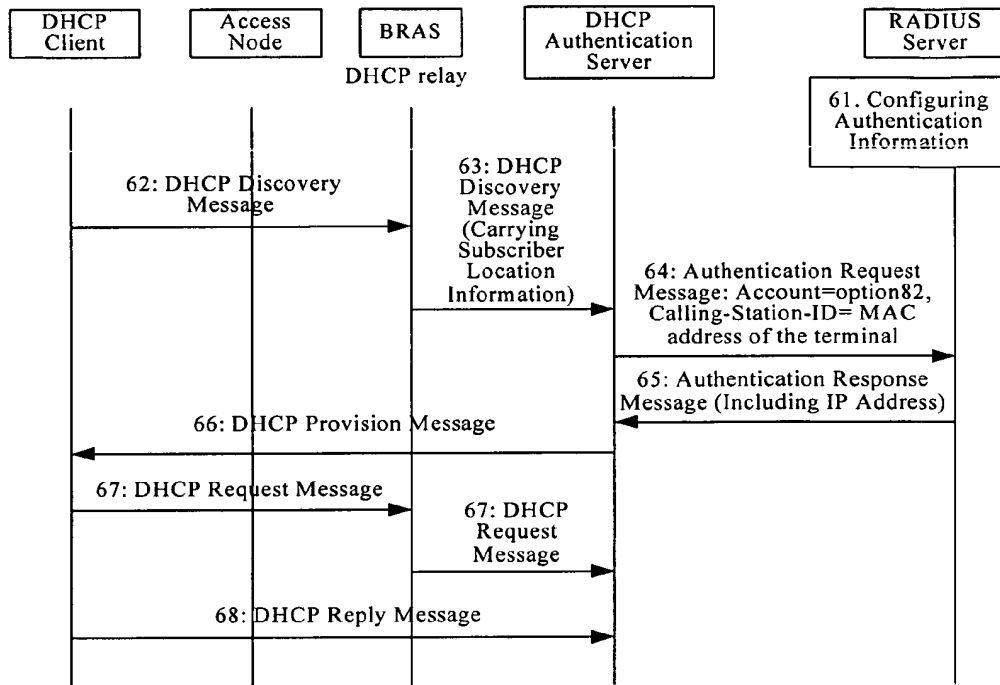 DHCP
Client
Access
Node
BRAS
DHCP relay
DHCP
Authentication
Server
RADIUS
Server
61. Configuring
Authentication
Information
62: DHCP Discovery
Message
63: DHCP
Discovery
Message
(Carrying
Subscriber
Location
Information)
64: Authentication Request
Message: Account=option82,
Calling-Station-ID= MAC
address of the terminal
65: Authentication Response
Message (Including IP Address)
66: DHCP Provision Message
67: DHCP Request Message
67: DHCP
Request
Message
68: DHCP Reply Message